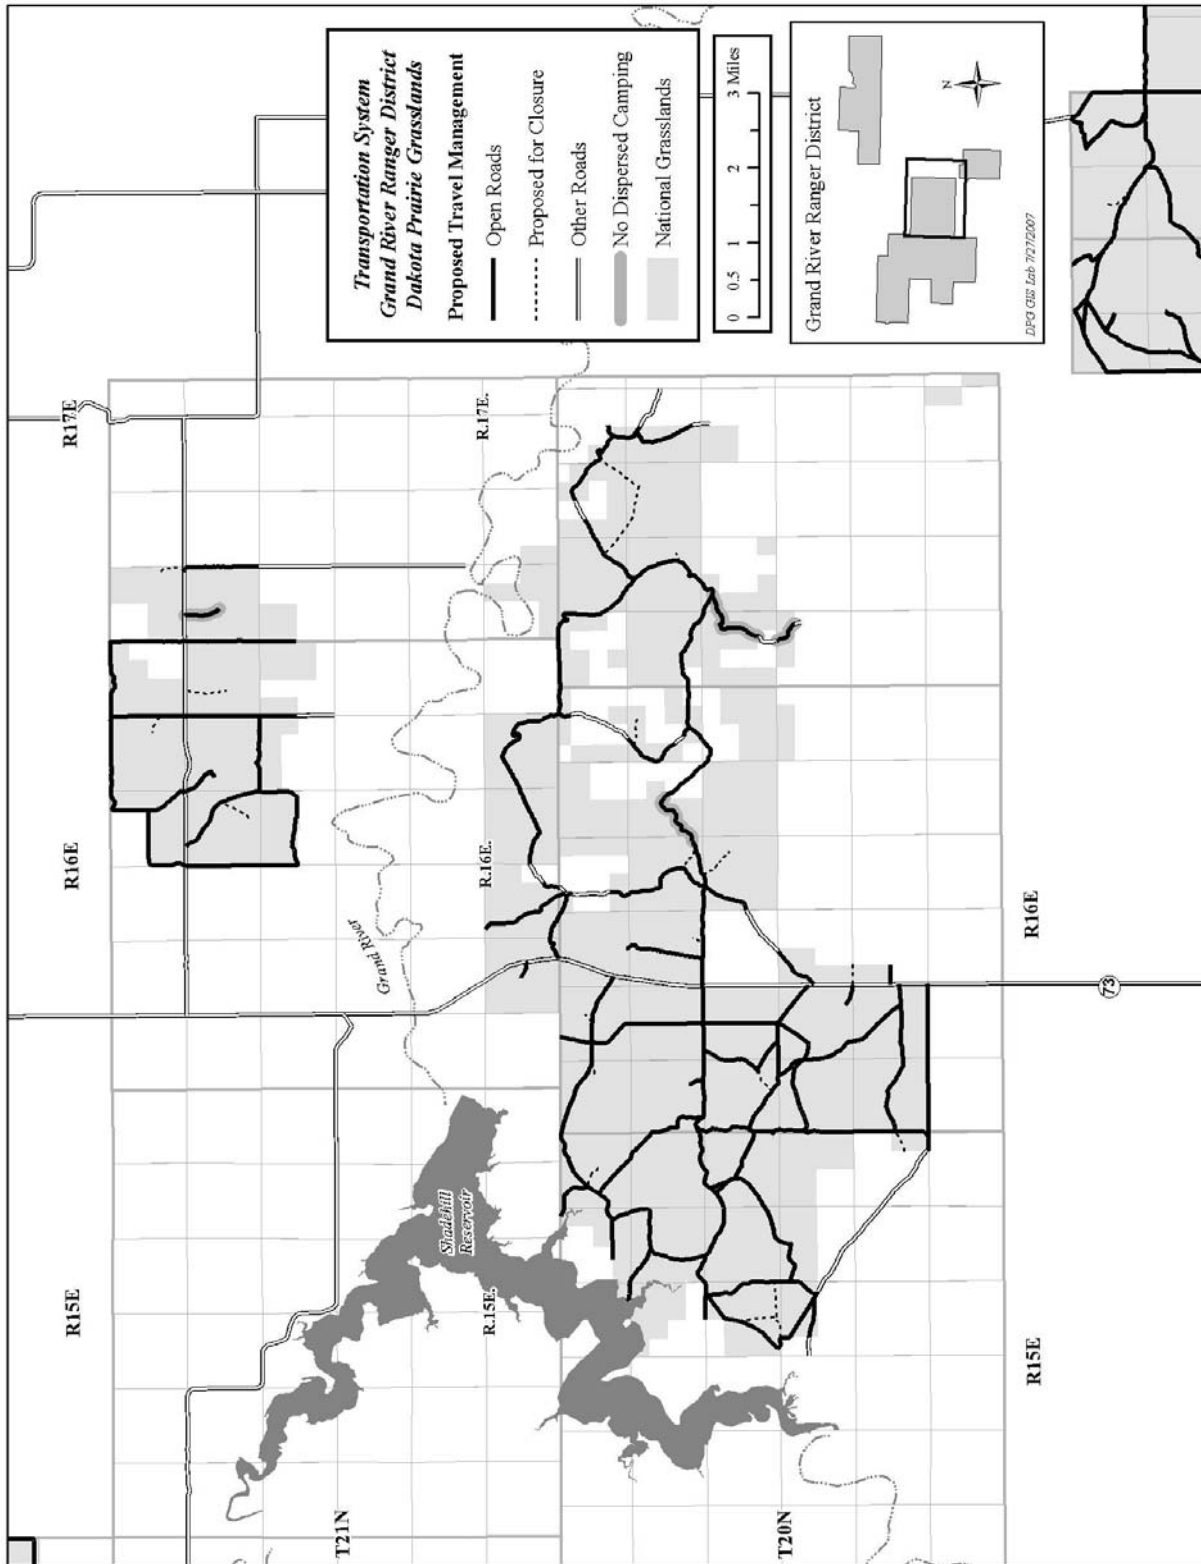 Transportation System
Grand River Ranger District
Dakota Prairie Grasslands
Proposed Travel Management
Open Roads
Proposed for Closure
Other Roads
No Dispersed Camping
National Grasslands
0 0.5 1 2 3 Miles
Grand River Ranger District
N
DPG GIS Lab 7/27/2007
R15E
R16E
R17E
T21N
Grand River
Shadehill
Reservoir
R.15E.
R.16E.
R.17E.
T20N
R15E
R16E
73